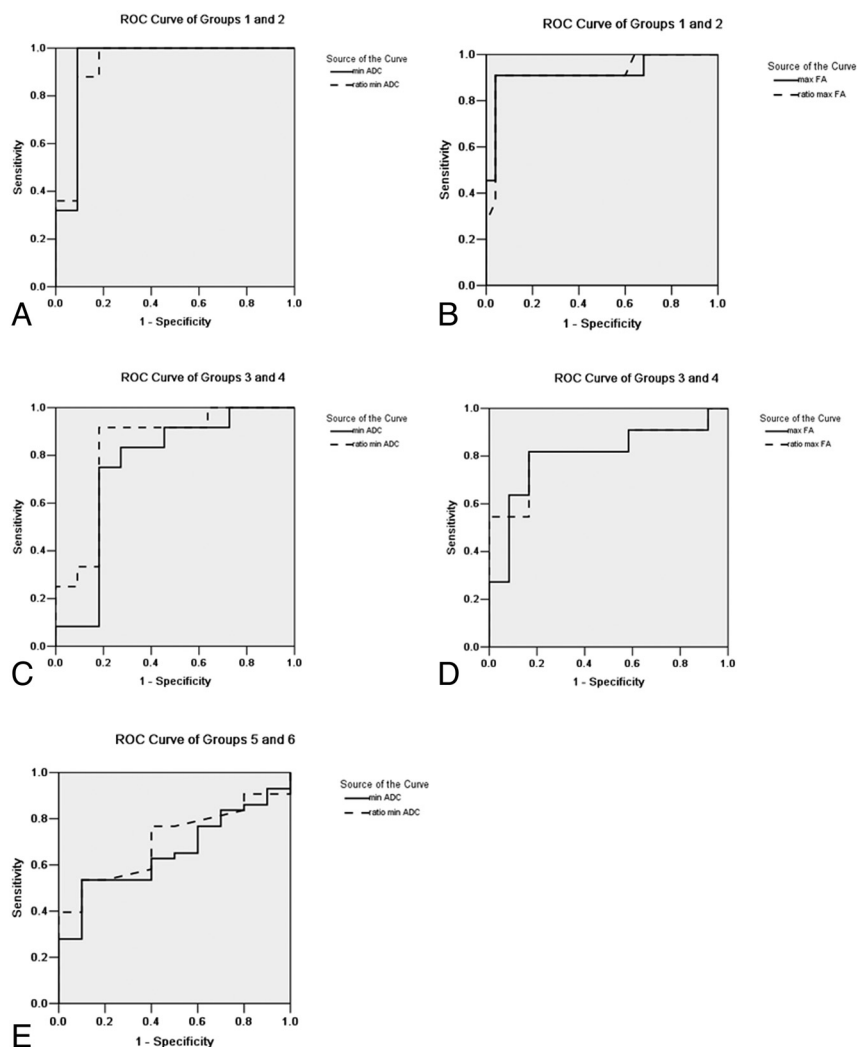 ROC Curve of Groups 1 and 2
1.0
0.8
0.6
0.4
0.2
0.0
Sensitivity
0.0 0.2 0.4 0.6 0.8 1.0
1 - Specificity
Source of the Curve
min ADC
ratio min ADC
A
ROC Curve of Groups 1 and 2
1.0
0.8
0.6
0.4
0.2
0.0
Sensitivity
0.0 0.2 0.4 0.6 0.8 1.0
1 - Specificity
Source of the Curve
max FA
ratio max FA
B
ROC Curve of Groups 3 and 4
1.0
0.8
0.6
0.4
0.2
0.0
Sensitivity
0.0 0.2 0.4 0.6 0.8 1.0
1 - Specificity
Source of the Curve
min ADC
ratio min ADC
C
ROC Curve of Groups 3 and 4
1.0
0.8
0.6
0.4
0.2
0.0
Sensitivity
0.0 0.2 0.4 0.6 0.8 1.0
1 - Specificity
Source of the Curve
max FA
ratio max FA
D
ROC Curve of Groups 5 and 6
1.0
0.8
0.6
0.4
0.2
0.0
Sensitivity
0.0 0.2 0.4 0.6 0.8 1.0
1 - Specificity
Source of the Curve
min ADC
ratio min ADC
E